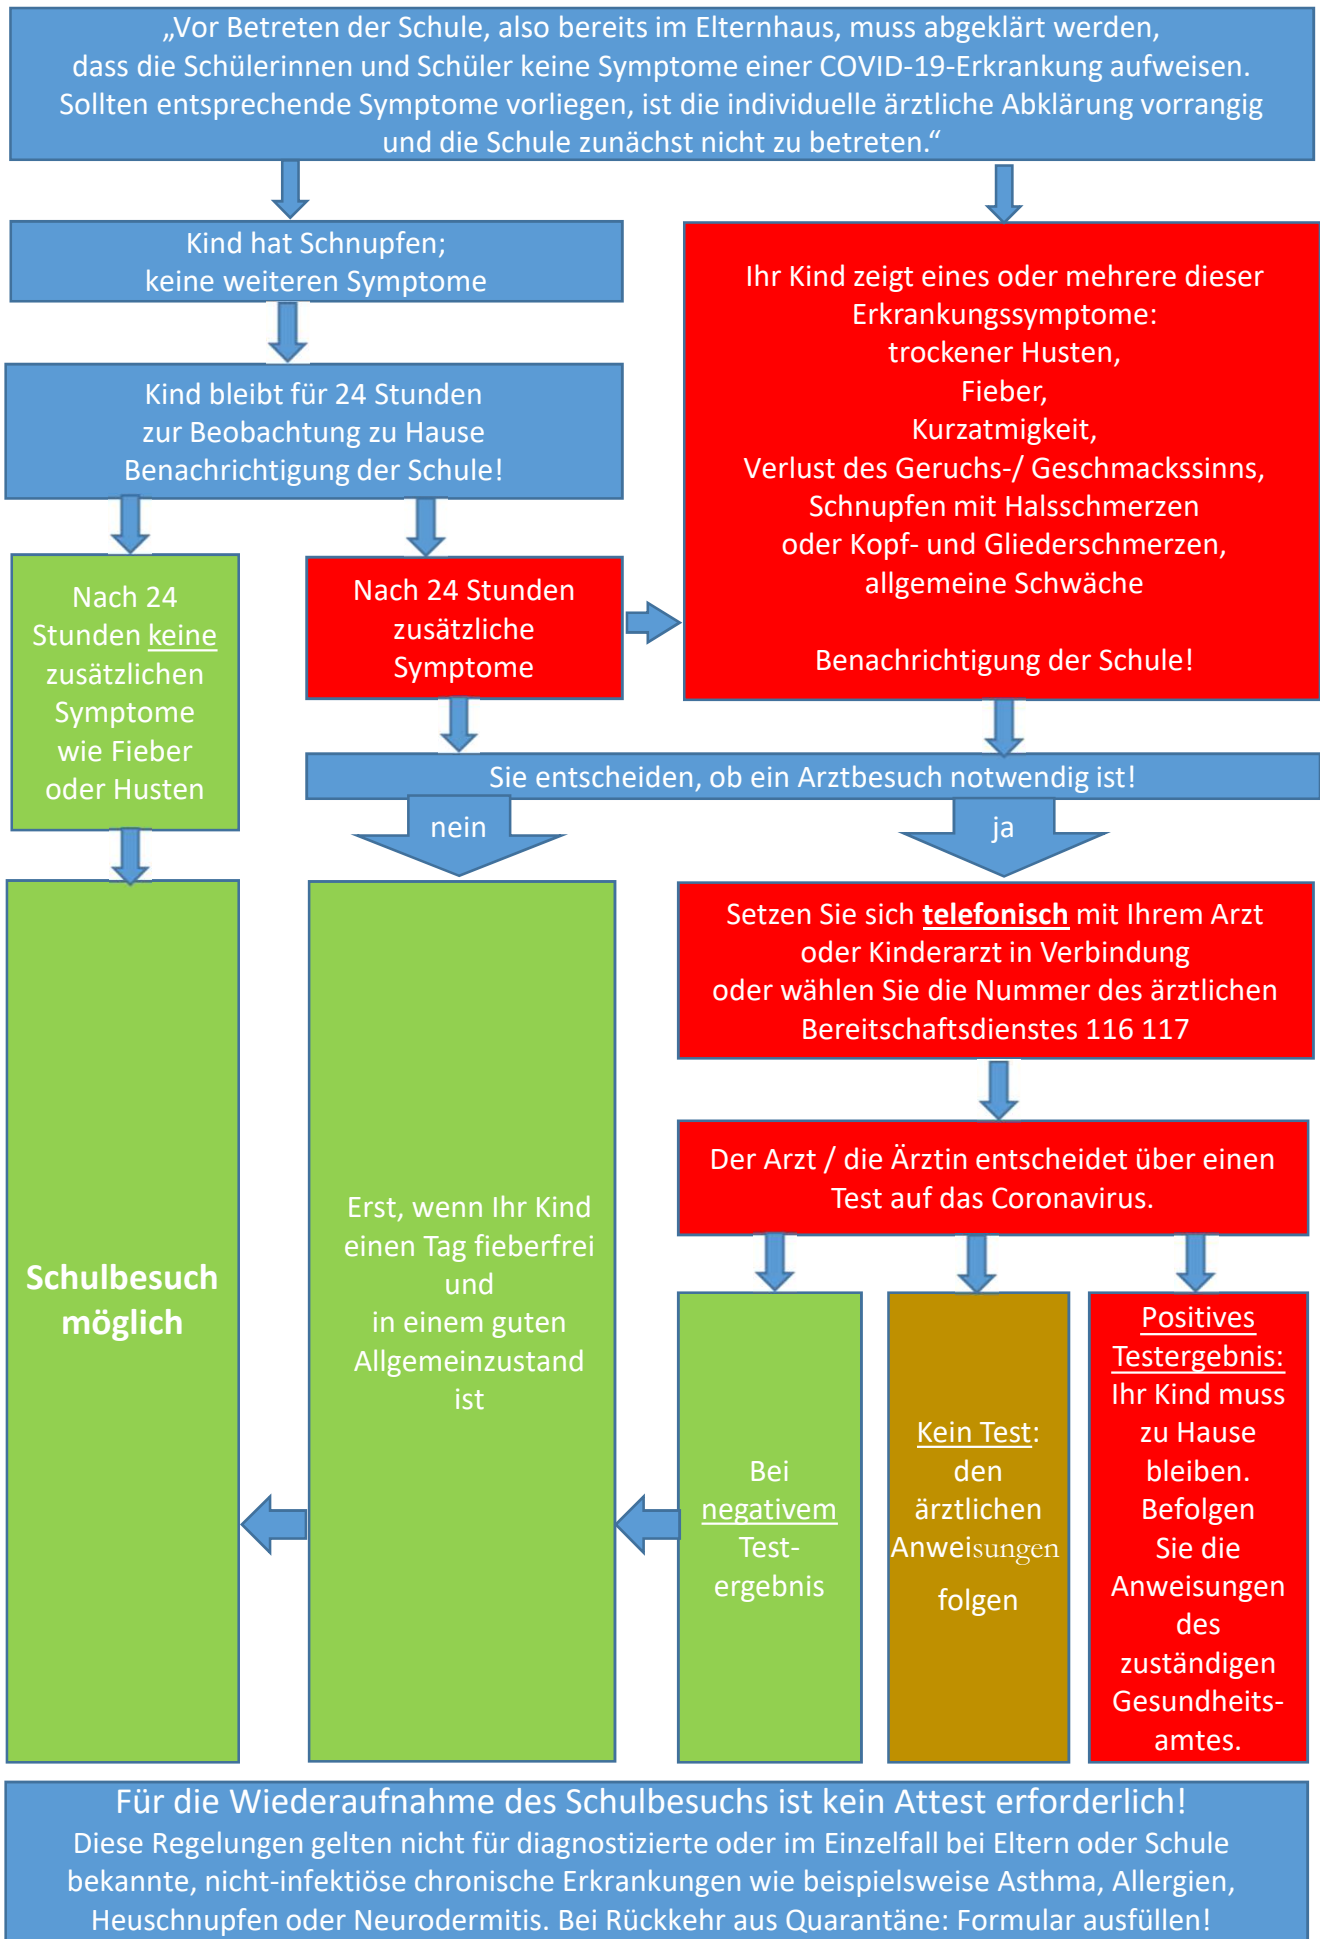 „Vor Betreten der Schule, also bereits im Elternhaus, muss abgeklärt werden,
dass die Schülerinnen und Schüler keine Symptome einer COVID-19-Erkrankung aufweisen.
Sollten entsprechende Symptome vorliegen, ist die individuelle ärztliche Abklärung vorrangig
und die Schule zunächst nicht zu betreten.“
Kind hat Schnupfen;
keine weiteren Symptome
Kind bleibt für 24 Stunden
zur Beobachtung zu Hause
Benachrichtigung der Schule!
Ihr Kind zeigt eines oder mehrere dieser
Erkrankungssymptome:
trockener Husten,
Fieber,
Kurzatmigkeit,
Verlust des Geruchs-/ Geschmackssinns,
Schnupfen mit Halsschmerzen
oder Kopf- und Gliederschmerzen,
allgemeine Schwäche
Benachrichtigung der Schule!
Nach 24
Stunden keine
zusätzlichen
Symptome
wie Fieber
oder Husten
Nach 24 Stunden
zusätzliche
Symptome
Sie entscheiden, ob ein Arztbesuch notwendig ist!
nein
ja
Schulbesuch
möglich
Erst, wenn Ihr Kind
einen Tag fieberfrei
und
in einem guten
Allgemeinzustand
ist
Setzen Sie sich telefonisch mit Ihrem Arzt
oder Kinderarzt in Verbindung
oder wählen Sie die Nummer des ärztlichen
Bereitschaftsdienstes 116 117
Der Arzt / die Ärztin entscheidet über einen
Test auf das Coronavirus.
Bei
negativem
Test-
ergebnis
Kein Test:
den
ärztlichen
Anweisungen
folgen
Positives
Testergebnis:
Ihr Kind muss
zu Hause
bleiben.
Befolgen
Sie die
Anweisungen
des
zuständigen
Gesundheits-
amtes.
Für die Wiederaufnahme des Schulbesuchs ist kein Attest erforderlich!
Diese Regelungen gelten nicht für diagnostizierte oder im Einzelfall bei Eltern oder Schule
bekannte, nicht-infektiöse chronische Erkrankungen wie beispielsweise Asthma, Allergien,
Heuschnupfen oder Neurodermitis. Bei Rückkehr aus Quarantäne: Formular ausfüllen!